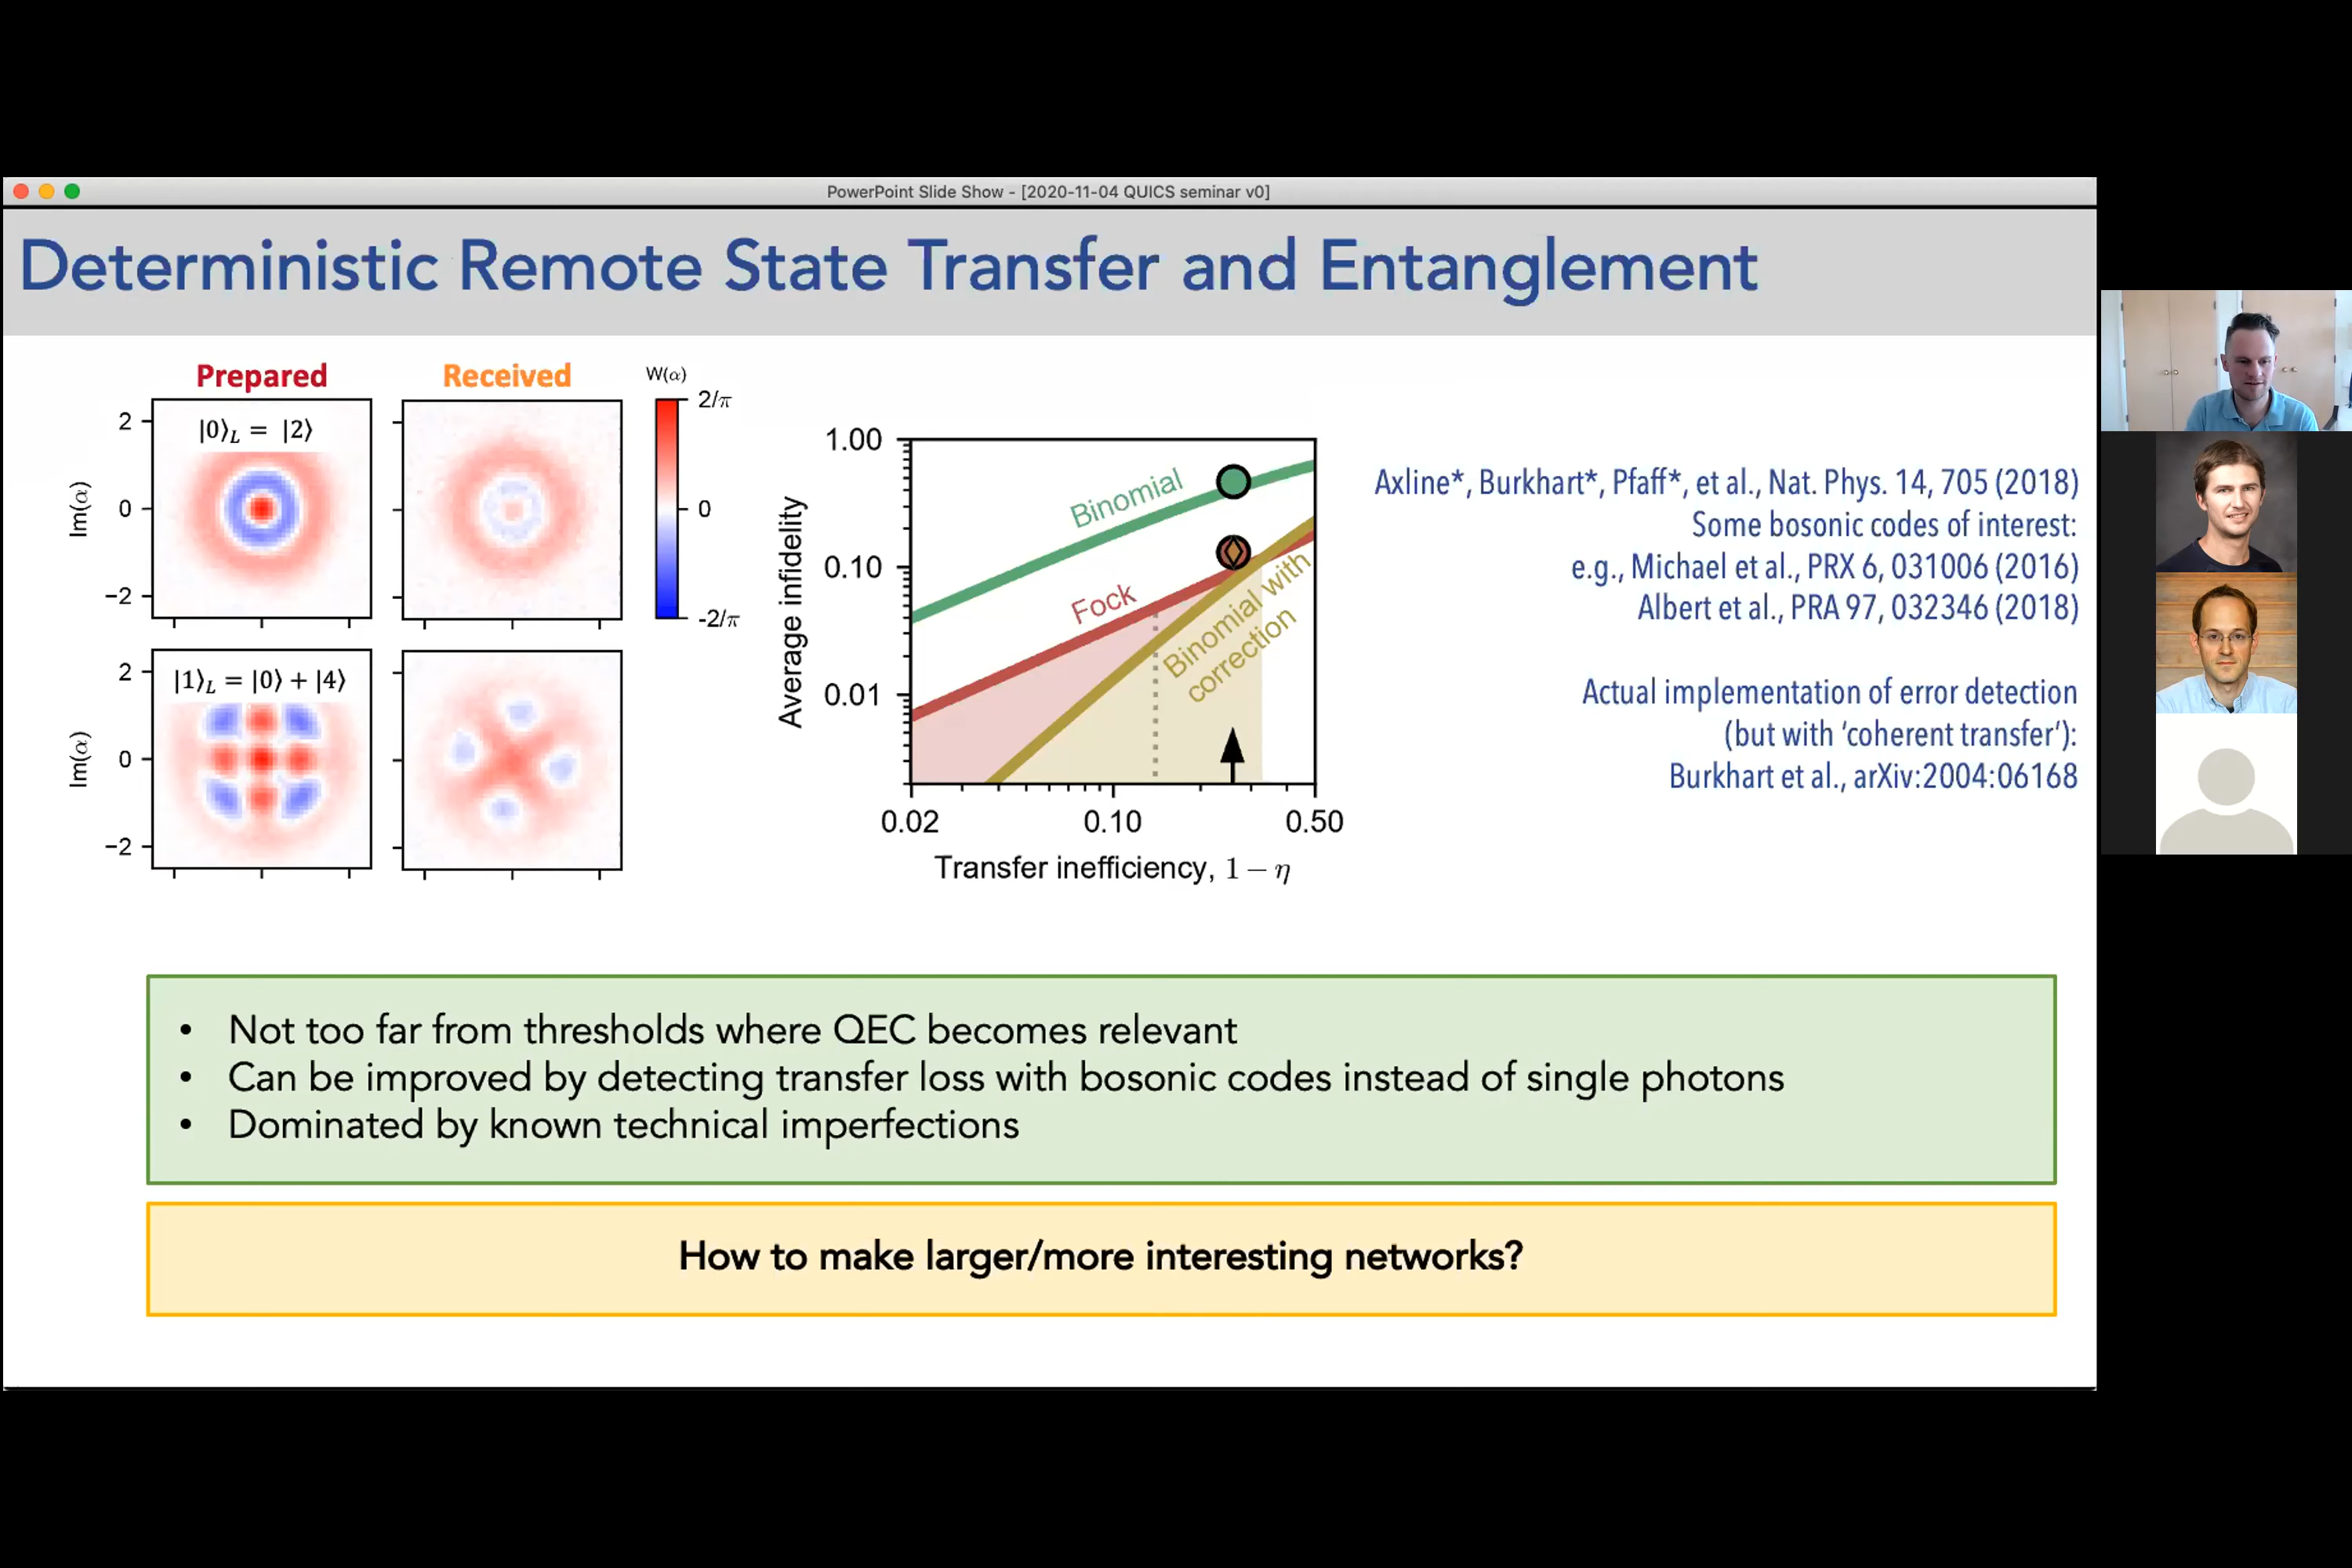 PowerPoint Slide Show - [2020-11-04 QUICS seminar v0]
Deterministic Remote State Transfer and Entanglement
Prepared
Received
W(α)
2/π
0
-2/π
2
0
−2
Im(α)
|0⟩L = |2⟩
2
0
−2
Im(α)
|1⟩L = |0⟩ + |4⟩
1.00
0.10
0.01
Average infidelity
Binomial
Fock
Binomial with
correction
0.02
0.10
0.50
Transfer inefficiency, 1 − η
Axline*, Burkhart*, Pfaff*, et al., Nat. Phys. 14, 705 (2018)
Some bosonic codes of interest:
e.g., Michael et al., PRX 6, 031006 (2016)
Albert et al., PRA 97, 032346 (2018)
Actual implementation of error detection
(but with ‘coherent transfer’):
Burkhart et al., arXiv:2004:06168
• Not too far from thresholds where QEC becomes relevant
• Can be improved by detecting transfer loss with bosonic codes instead of single photons
• Dominated by known technical imperfections
How to make larger/more interesting networks?